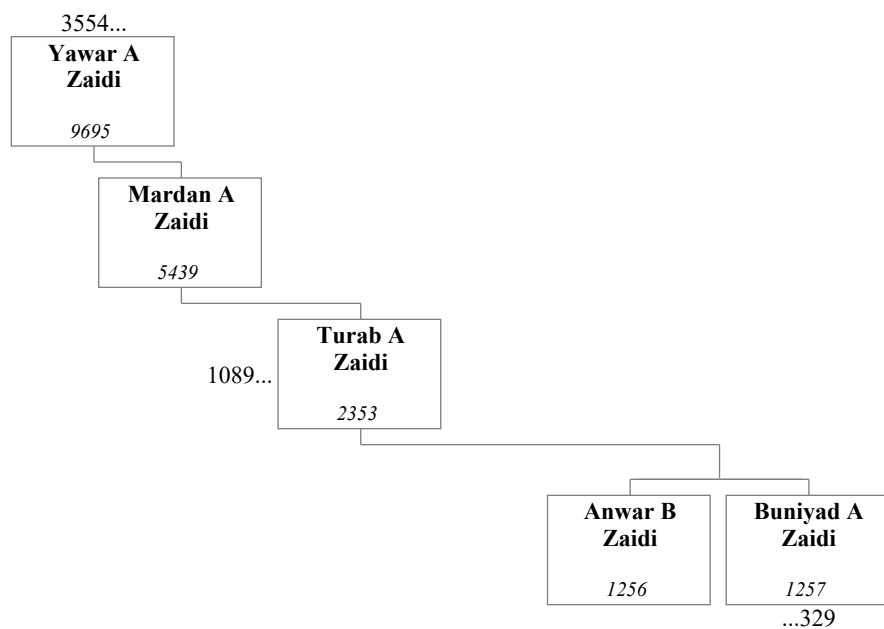 3554...
Yawar A
Zaidi
9695
Mardan A
Zaidi
5439
Turab A
Zaidi
1089...
2353
Anwar B
Zaidi
1256
Buniyad A
Zaidi
1257
...329